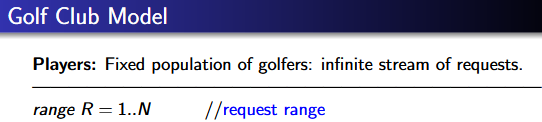 Golf Club Model
Players: Fixed population of golfers: infinite stream of requests.
range R = 1..N //request range